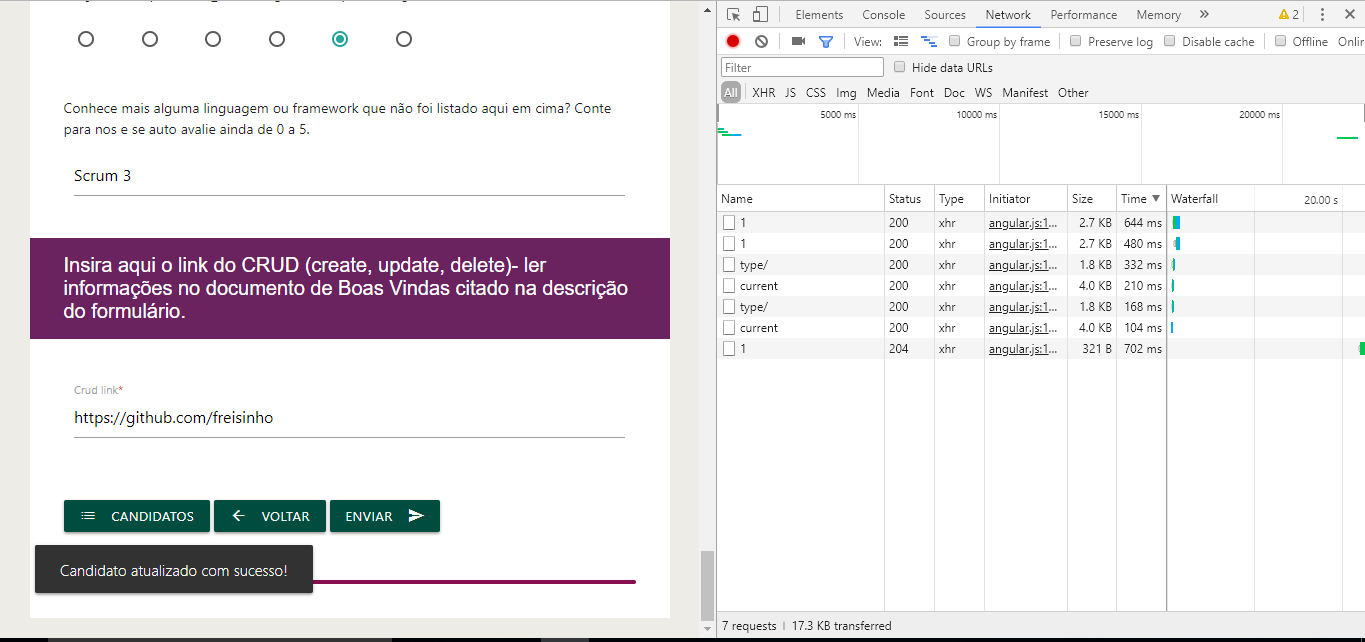 Conhece mais alguma linguagem ou framework que não foi listado aqui em cima? Conte
para nos e se auto avalie ainda de 0 a 5.
Scrum 3
Insira aqui o link do CRUD (create, update, delete)- ler
informações no documento de Boas Vindas citado na descrição
do formulário.
Crud link*
https://github.com/freisinho
CANDIDATOS
VOLTAR
ENVIAR
Candidato atualizado com sucesso!
Elements Console Sources Network Performance Memory » 2
View: Group by frame Preserve log Disable cache Offline Onlin
Filter Hide data URLs
All XHR JS CSS Img Media Font Doc WS Manifest Other
5000 ms 10000 ms 15000 ms 20000 ms
Name Status Type Initiator Size Time ▼ Waterfall 20.00 s
1 200 xhr angular.js:1... 2.7 KB 644 ms
1 200 xhr angular.js:1... 2.7 KB 480 ms
type/ 200 xhr angular.js:1... 1.8 KB 332 ms
current 200 xhr angular.js:1... 4.0 KB 210 ms
type/ 200 xhr angular.js:1... 1.8 KB 168 ms
current 200 xhr angular.js:1... 4.0 KB 104 ms
1 204 xhr angular.js:1... 321 B 702 ms
7 requests | 17.3 KB transferred